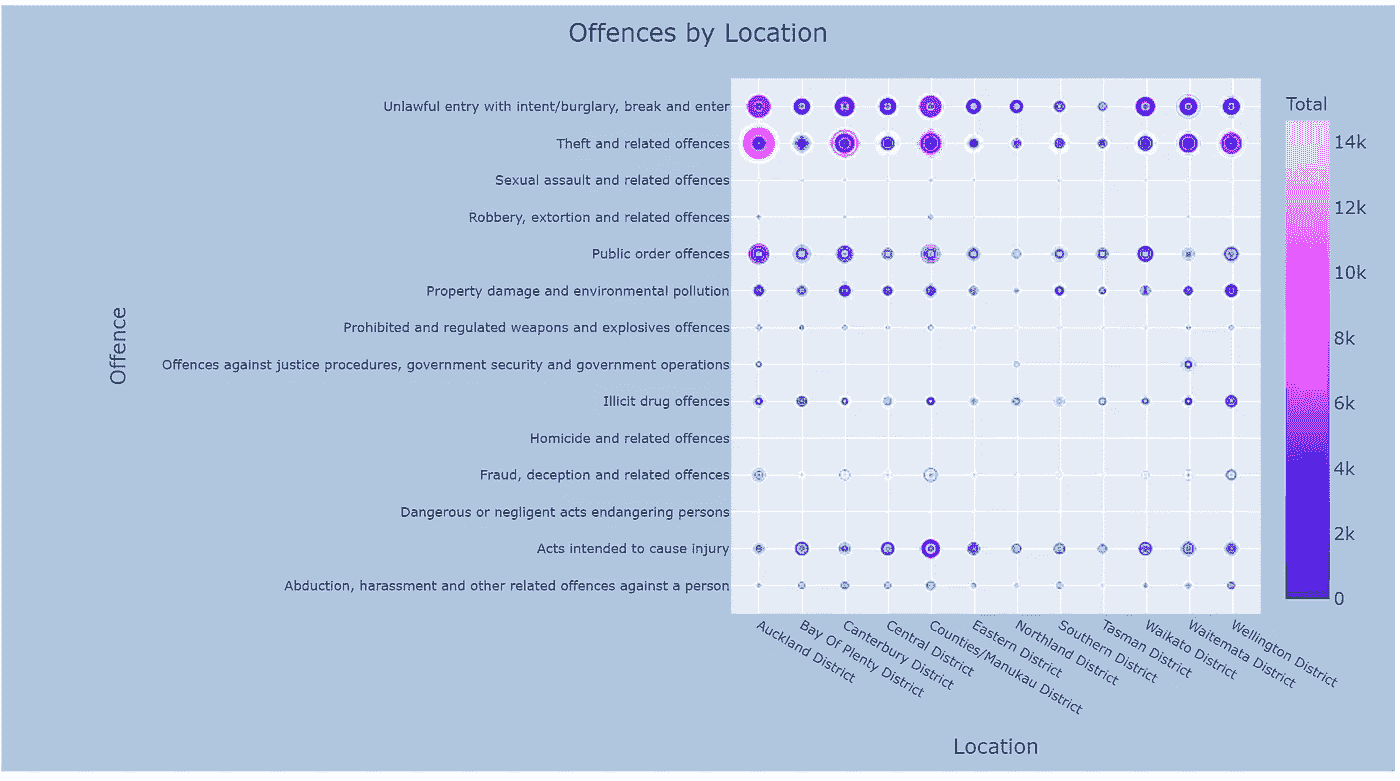 Offences by Location
Unlawful entry with intent/burglary, break and enter
Theft and related offences
Sexual assault and related offences
Robbery, extortion and related offences
Public order offences
Property damage and environmental pollution
Prohibited and regulated weapons and explosives offences
Offences against justice procedures, government security and government operations
Illicit drug offences
Homicide and related offences
Fraud, deception and related offences
Dangerous or negligent acts endangering persons
Acts intended to cause injury
Abduction, harassment and other related offences against a person
Offence
Auckland District
Bay Of Plenty District
Canterbury District
Central District
Counties/Manukau District
Eastern District
Northland District
Southern District
Tasman District
Waikato District
Waitemata District
Wellington District
Location
Total
14k
12k
10k
8k
6k
4k
2k
0